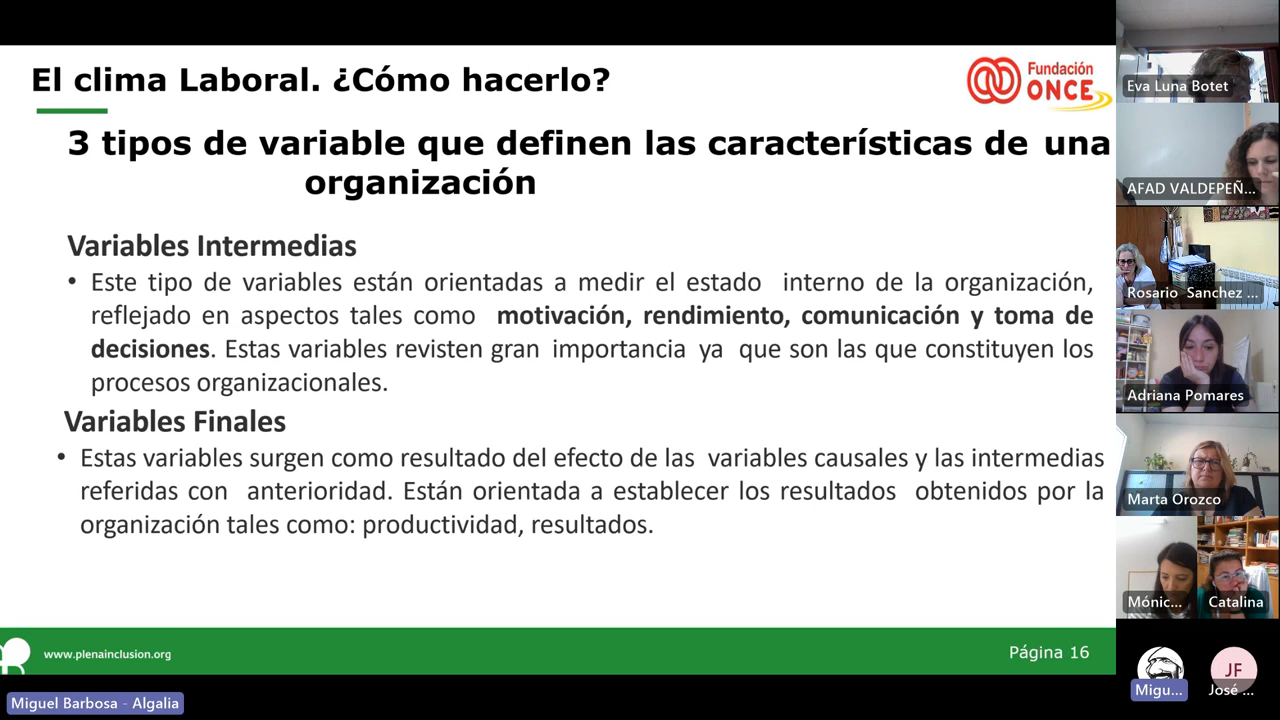 El clima Laboral. ¿Cómo hacerlo?
Fundación
ONCE
3 tipos de variable que definen las características de una
organización
Variables Intermedias
• Este tipo de variables están orientadas a medir el estado interno de la organización,
reflejado en aspectos tales como motivación, rendimiento, comunicación y toma de
decisiones. Estas variables revisten gran importancia ya que son las que constituyen los
procesos organizacionales.
Variables Finales
• Estas variables surgen como resultado del efecto de las variables causales y las intermedias
referidas con anterioridad. Están orientada a establecer los resultados obtenidos por la
organización tales como: productividad, resultados.
www.plenainclusion.org
Página 16
Miguel Barbosa - Algalia
Eva Luna Botet
AFAD VALDEPEÑ...
Rosario Sanchez ...
Adriana Pomares
Marta Orozco
Mónic...
Catalina
Migu...
JF
José ...